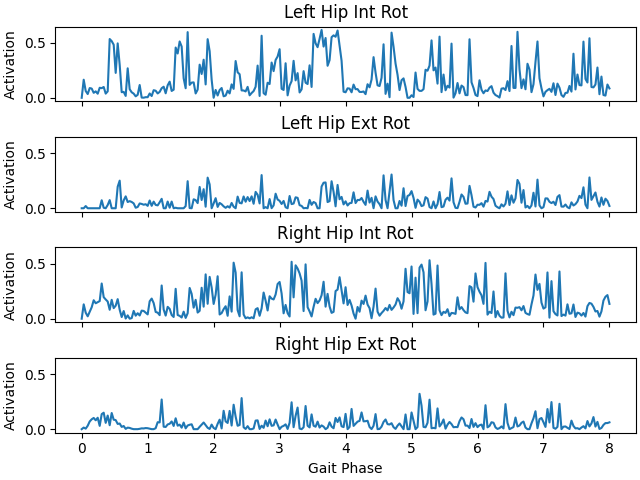 Left Hip Int Rot
Activation
0.5
0.0
Left Hip Ext Rot
Activation
0.5
0.0
Right Hip Int Rot
Activation
0.5
0.0
Right Hip Ext Rot
Activation
0.5
0.0
0 1 2 3 4 5 6 7 8
Gait Phase